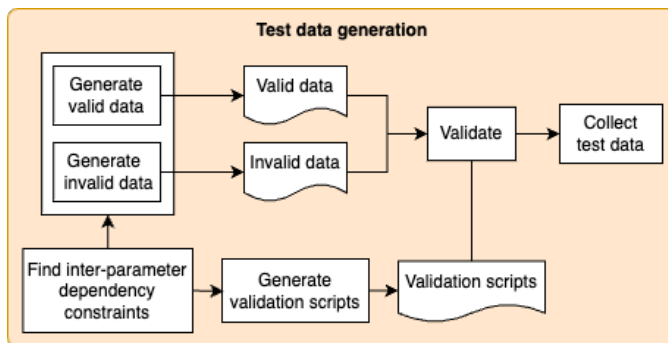 Test data generation
Generate
valid data
Valid data
Generate
invalid data
Invalid data
Validate
Collect
test data
Find inter-parameter
dependency
constraints
Generate
validation scripts
Validation scripts